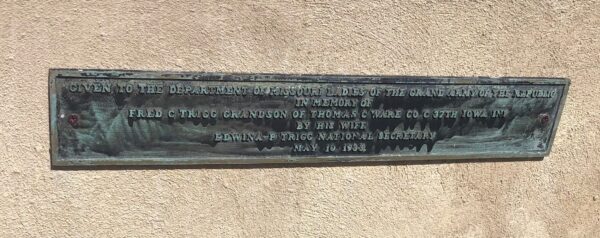 GIVEN TO THE DEPARTMENT OF MISSOURI LADIES OF THE GRAND ARMY OF THE REPUBLIC
IN MEMORY OF
FRED C TRIGG GRANDSON OF THOMAS C WARE CO C 37TH IOWA INF
BY HIS WIFE
EDWINA P TRIGG NATIONAL SECRETARY
MAY 10